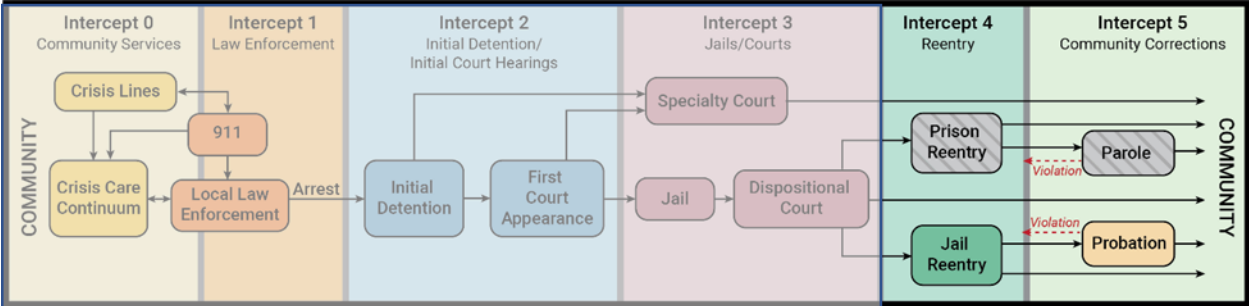 Intercept 0
Community Services
Intercept 1
Law Enforcement
Intercept 2
Initial Detention/
Initial Court Hearings
Intercept 3
Jails/Courts
Intercept 4
Reentry
Intercept 5
Community Corrections
COMMUNITY
Crisis Lines
911
Crisis Care
Continuum
Local Law
Enforcement
Arrest
Initial
Detention
First
Court
Appearance
Specialty Court
Jail
Dispositional
Court
Prison
Reentry
Parole
Violation
Jail
Reentry
Violation
Probation
COMMUNITY